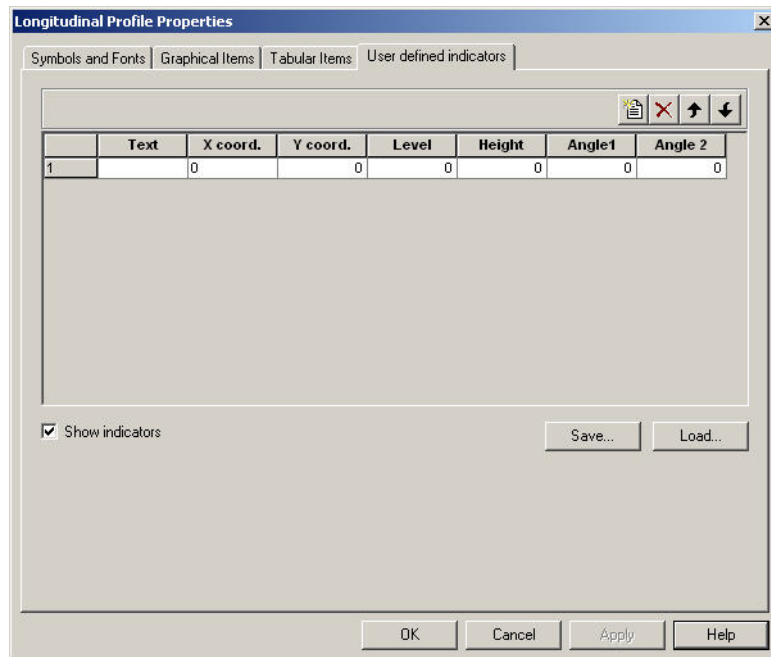 Longitudinal Profile Properties
Symbols and Fonts Graphical Items Tabular Items User defined indicators
Text X coord. Y coord. Level Height Angle1 Angle 2
1 0 0 0 0 0 0
Show indicators Save... Load...
OK Cancel Apply Help